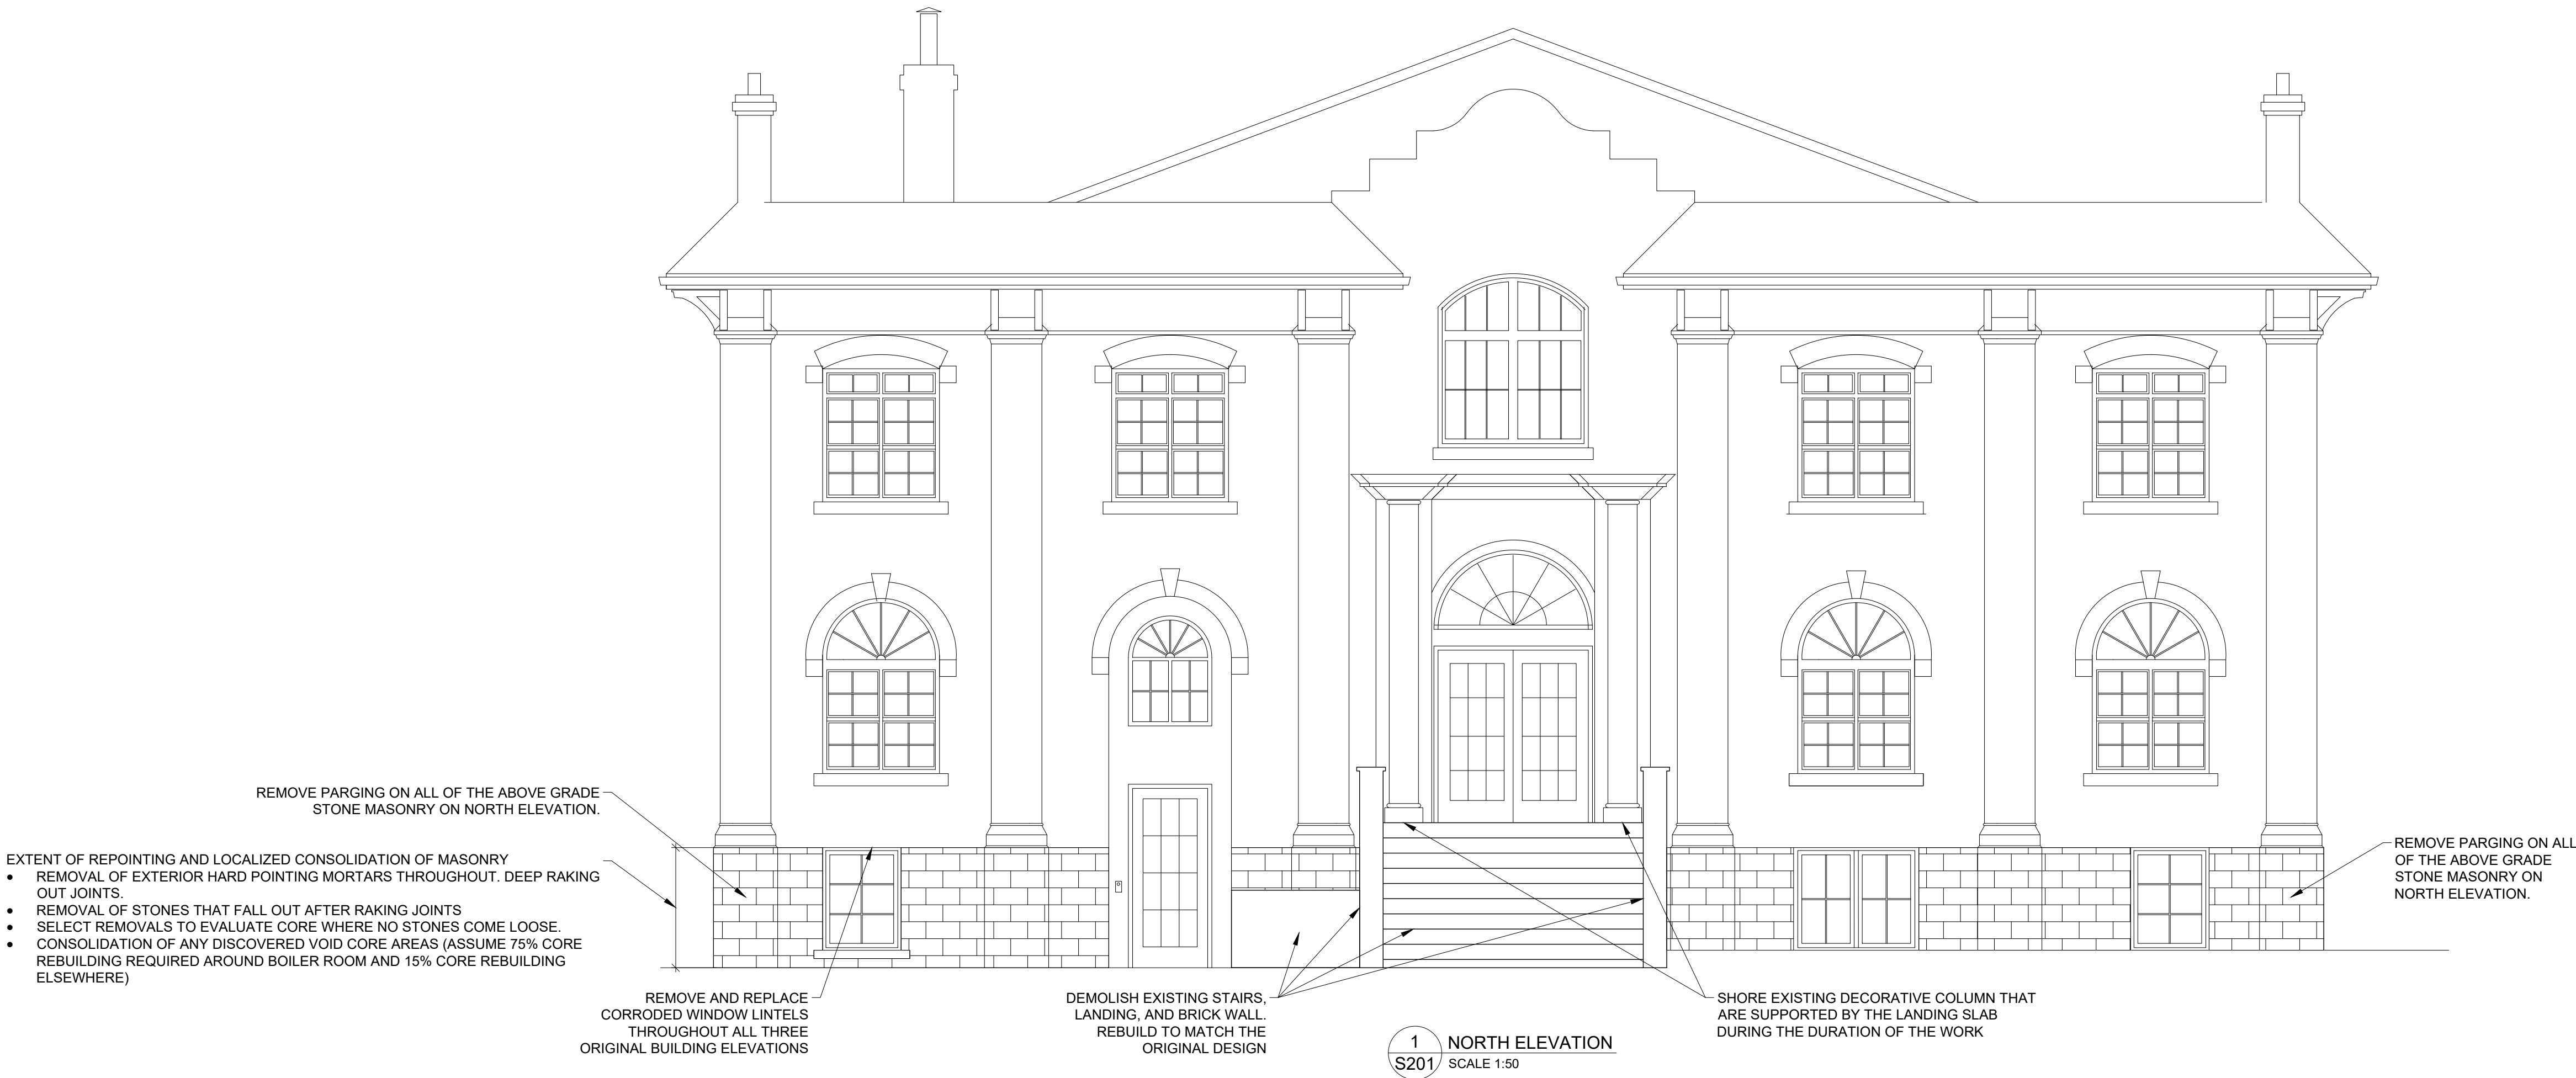 REMOVE PARGING ON ALL OF THE ABOVE GRADE
STONE MASONRY ON NORTH ELEVATION.
EXTENT OF REPOINTING AND LOCALIZED CONSOLIDATION OF MASONRY
• REMOVAL OF EXTERIOR HARD POINTING MORTARS THROUGHOUT. DEEP RAKING
OUT JOINTS.
• REMOVAL OF STONES THAT FALL OUT AFTER RAKING JOINTS
• SELECT REMOVALS TO EVALUATE CORE WHERE NO STONES COME LOOSE.
• CONSOLIDATION OF ANY DISCOVERED VOID CORE AREAS (ASSUME 75% CORE
REBUILDING REQUIRED AROUND BOILER ROOM AND 15% CORE REBUILDING
ELSEWHERE)
REMOVE AND REPLACE
CORRODED WINDOW LINTELS
THROUGHOUT ALL THREE
ORIGINAL BUILDING ELEVATIONS
DEMOLISH EXISTING STAIRS,
LANDING, AND BRICK WALL.
REBUILD TO MATCH THE
ORIGINAL DESIGN
SHORE EXISTING DECORATIVE COLUMN THAT
ARE SUPPORTED BY THE LANDING SLAB
DURING THE DURATION OF THE WORK
REMOVE PARGING ON ALL
OF THE ABOVE GRADE
STONE MASONRY ON
NORTH ELEVATION.
1
S201
NORTH ELEVATION
SCALE 1:50